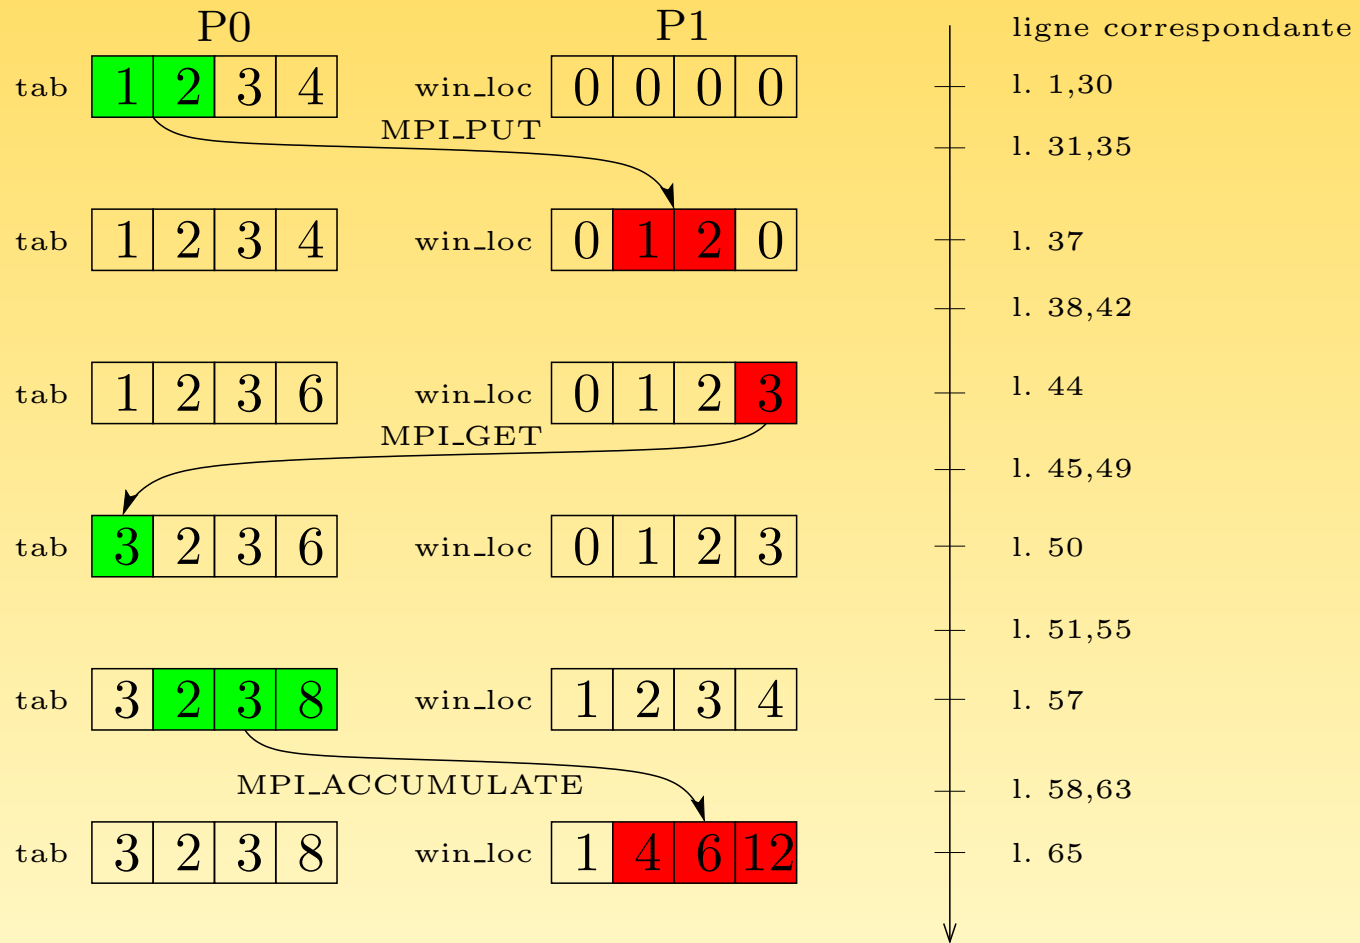 P0 P1 ligne correspondante
tab 1 2 3 4 win_loc 0 0 0 0 l. 1,30
MPI_PUT l. 31,35
tab 1 2 3 4 win_loc 0 1 2 0 l. 37
l. 38,42
tab 1 2 3 6 win_loc 0 1 2 3 l. 44
MPI_GET l. 45,49
tab 3 2 3 6 win_loc 0 1 2 3 l. 50
l. 51,55
tab 3 2 3 8 win_loc 1 2 3 4 l. 57
MPI_ACCUMULATE l. 58,63
tab 3 2 3 8 win_loc 1 4 6 12 l. 65